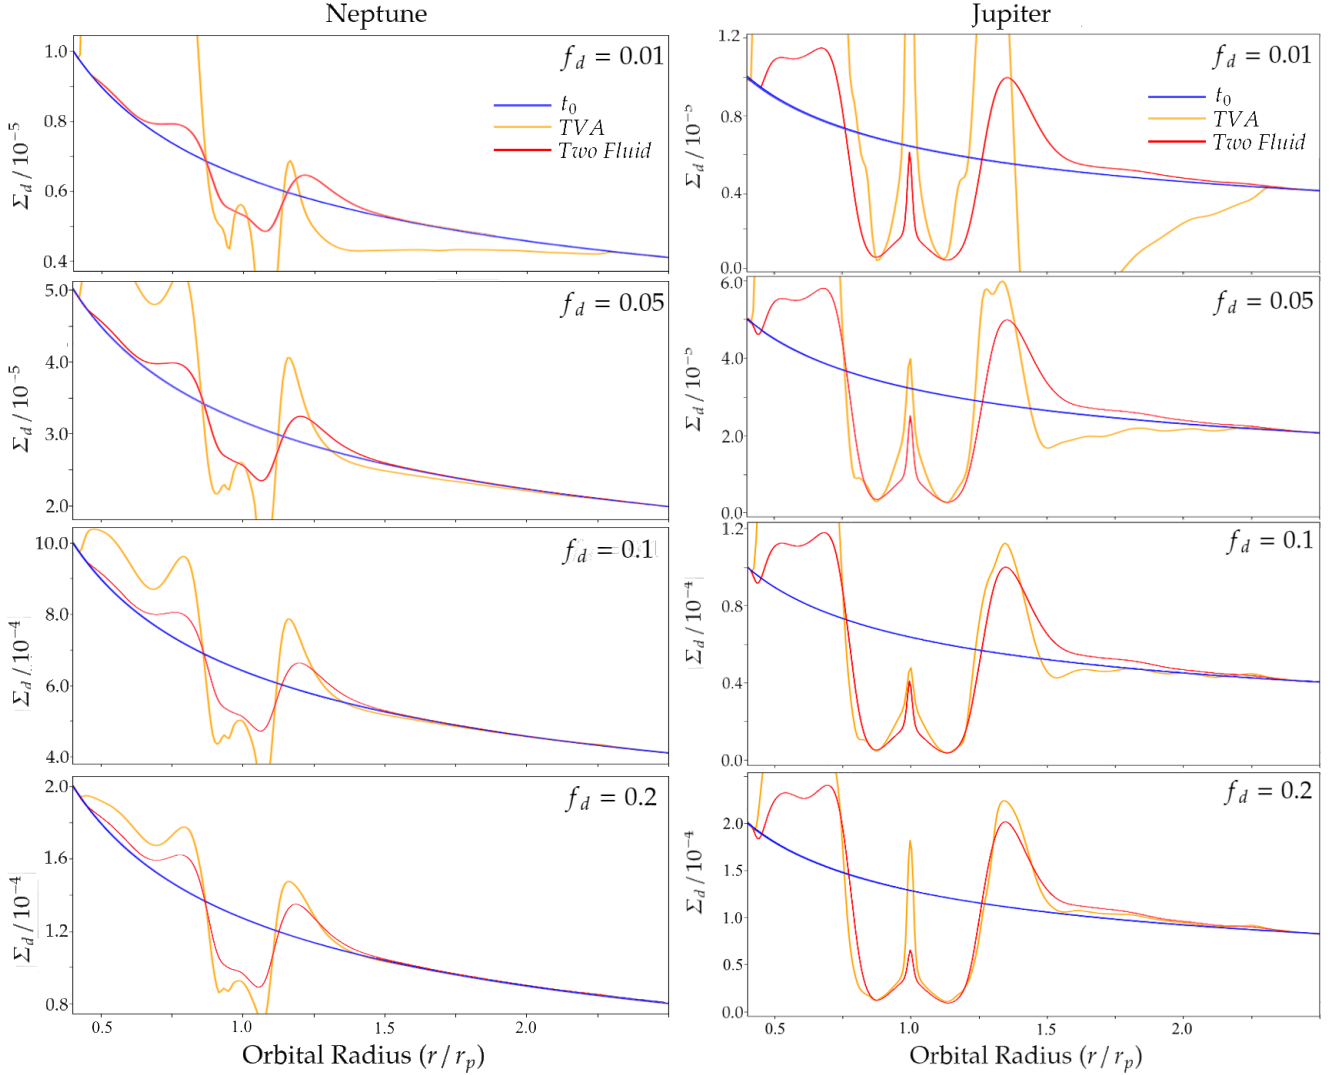 Neptune
Jupiter
f_d = 0.01
t_0
TVA
Two Fluid
Σ_d / 10^{-5}
1.0
0.8
0.6
0.4
f_d = 0.01
t_0
TVA
Two Fluid
Σ_d / 10^{-5}
1.2
0.8
0.4
0.0
f_d = 0.05
Σ_d / 10^{-5}
5.0
4.0
3.0
2.0
f_d = 0.05
Σ_d / 10^{-5}
6.0
4.0
2.0
0.0
f_d = 0.1
Σ_d / 10^{-4}
10.0
8.0
6.0
4.0
f_d = 0.1
Σ_d / 10^{-4}
1.2
0.8
0.4
0.0
f_d = 0.2
Σ_d / 10^{-4}
2.0
1.6
1.2
0.8
f_d = 0.2
Σ_d / 10^{-4}
2.0
1.5
1.0
0.5
0.0
0.5 1.0 1.5 2.0
0.5 1.0 1.5 2.0
Orbital Radius (r / r_p)
Orbital Radius (r / r_p)